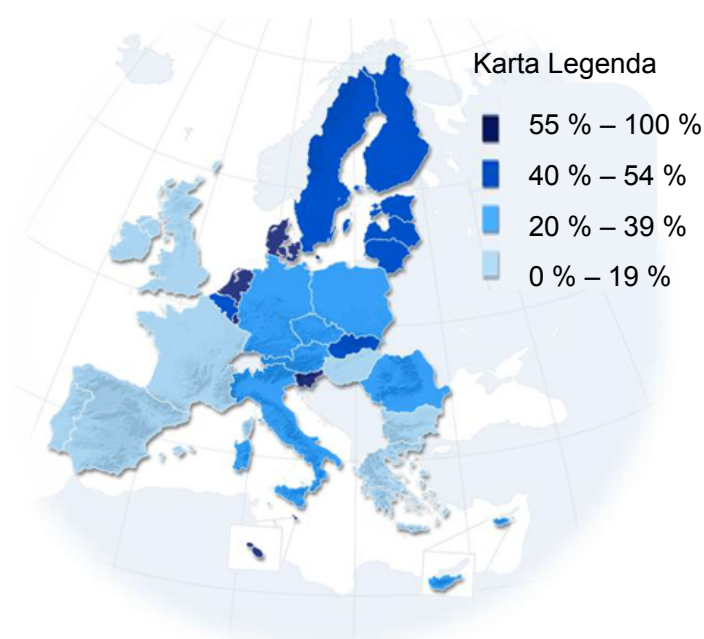 Karta Legenda
55 % – 100 %
40 % – 54 %
20 % – 39 %
0 % – 19 %